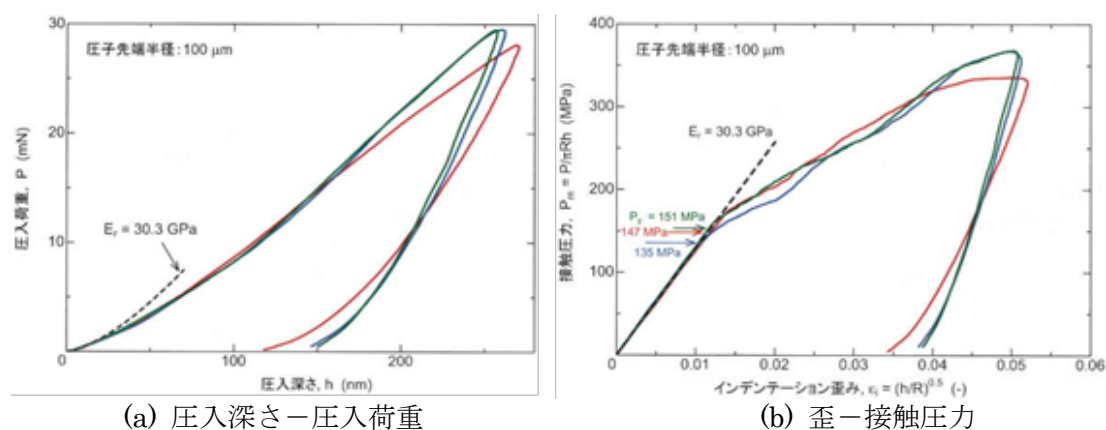 圧子先端半径：100 μm
Er = 30.3 GPa
圧入荷重, P (mN)
30
20
10
0
0
100
200
圧入深さ, h (nm)
(a) 圧入深さ－圧入荷重
圧子先端半径：100 μm
Er = 30.3 GPa
Py = 151 MPa
147 MPa
135 MPa
接触圧力, Pm = P/πRh (MPa)
400
300
200
100
0
0.01
0.02
0.03
0.04
0.05
0.06
インデンテーション歪み, εi = (h/R)^0.5 (-)
(b) 歪－接触圧力